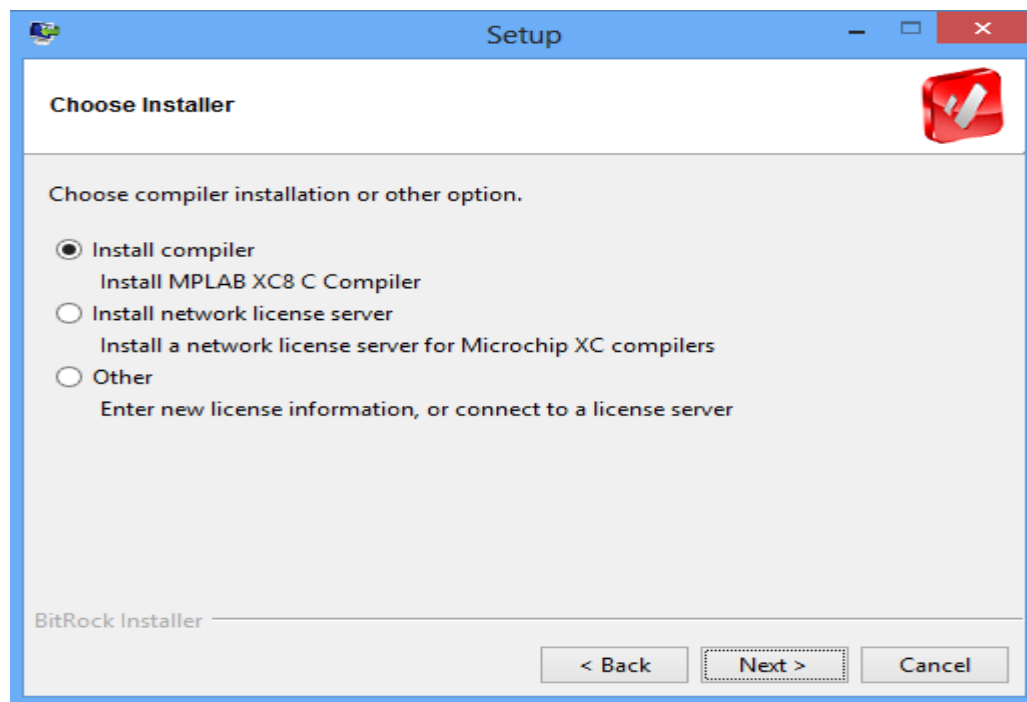 Setup
Choose Installer
Choose compiler installation or other option.
Install compiler
Install MPLAB XC8 C Compiler
Install network license server
Install a network license server for Microchip XC compilers
Other
Enter new license information, or connect to a license server
BitRock Installer
< Back Next > Cancel